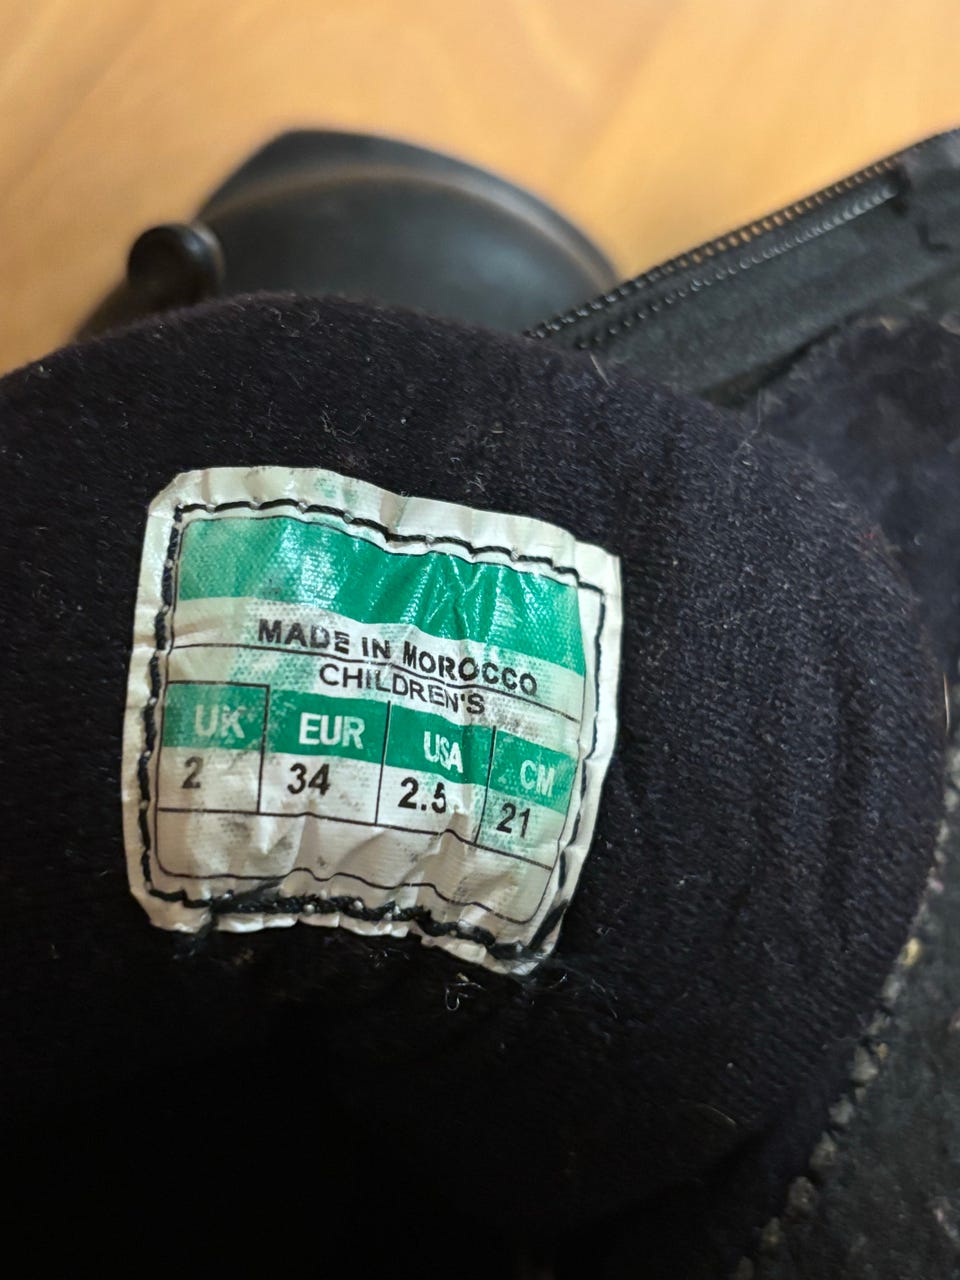 MADE IN MOROCCO
CHILDREN'S
UK EUR USA CM
2 34 2.5 21